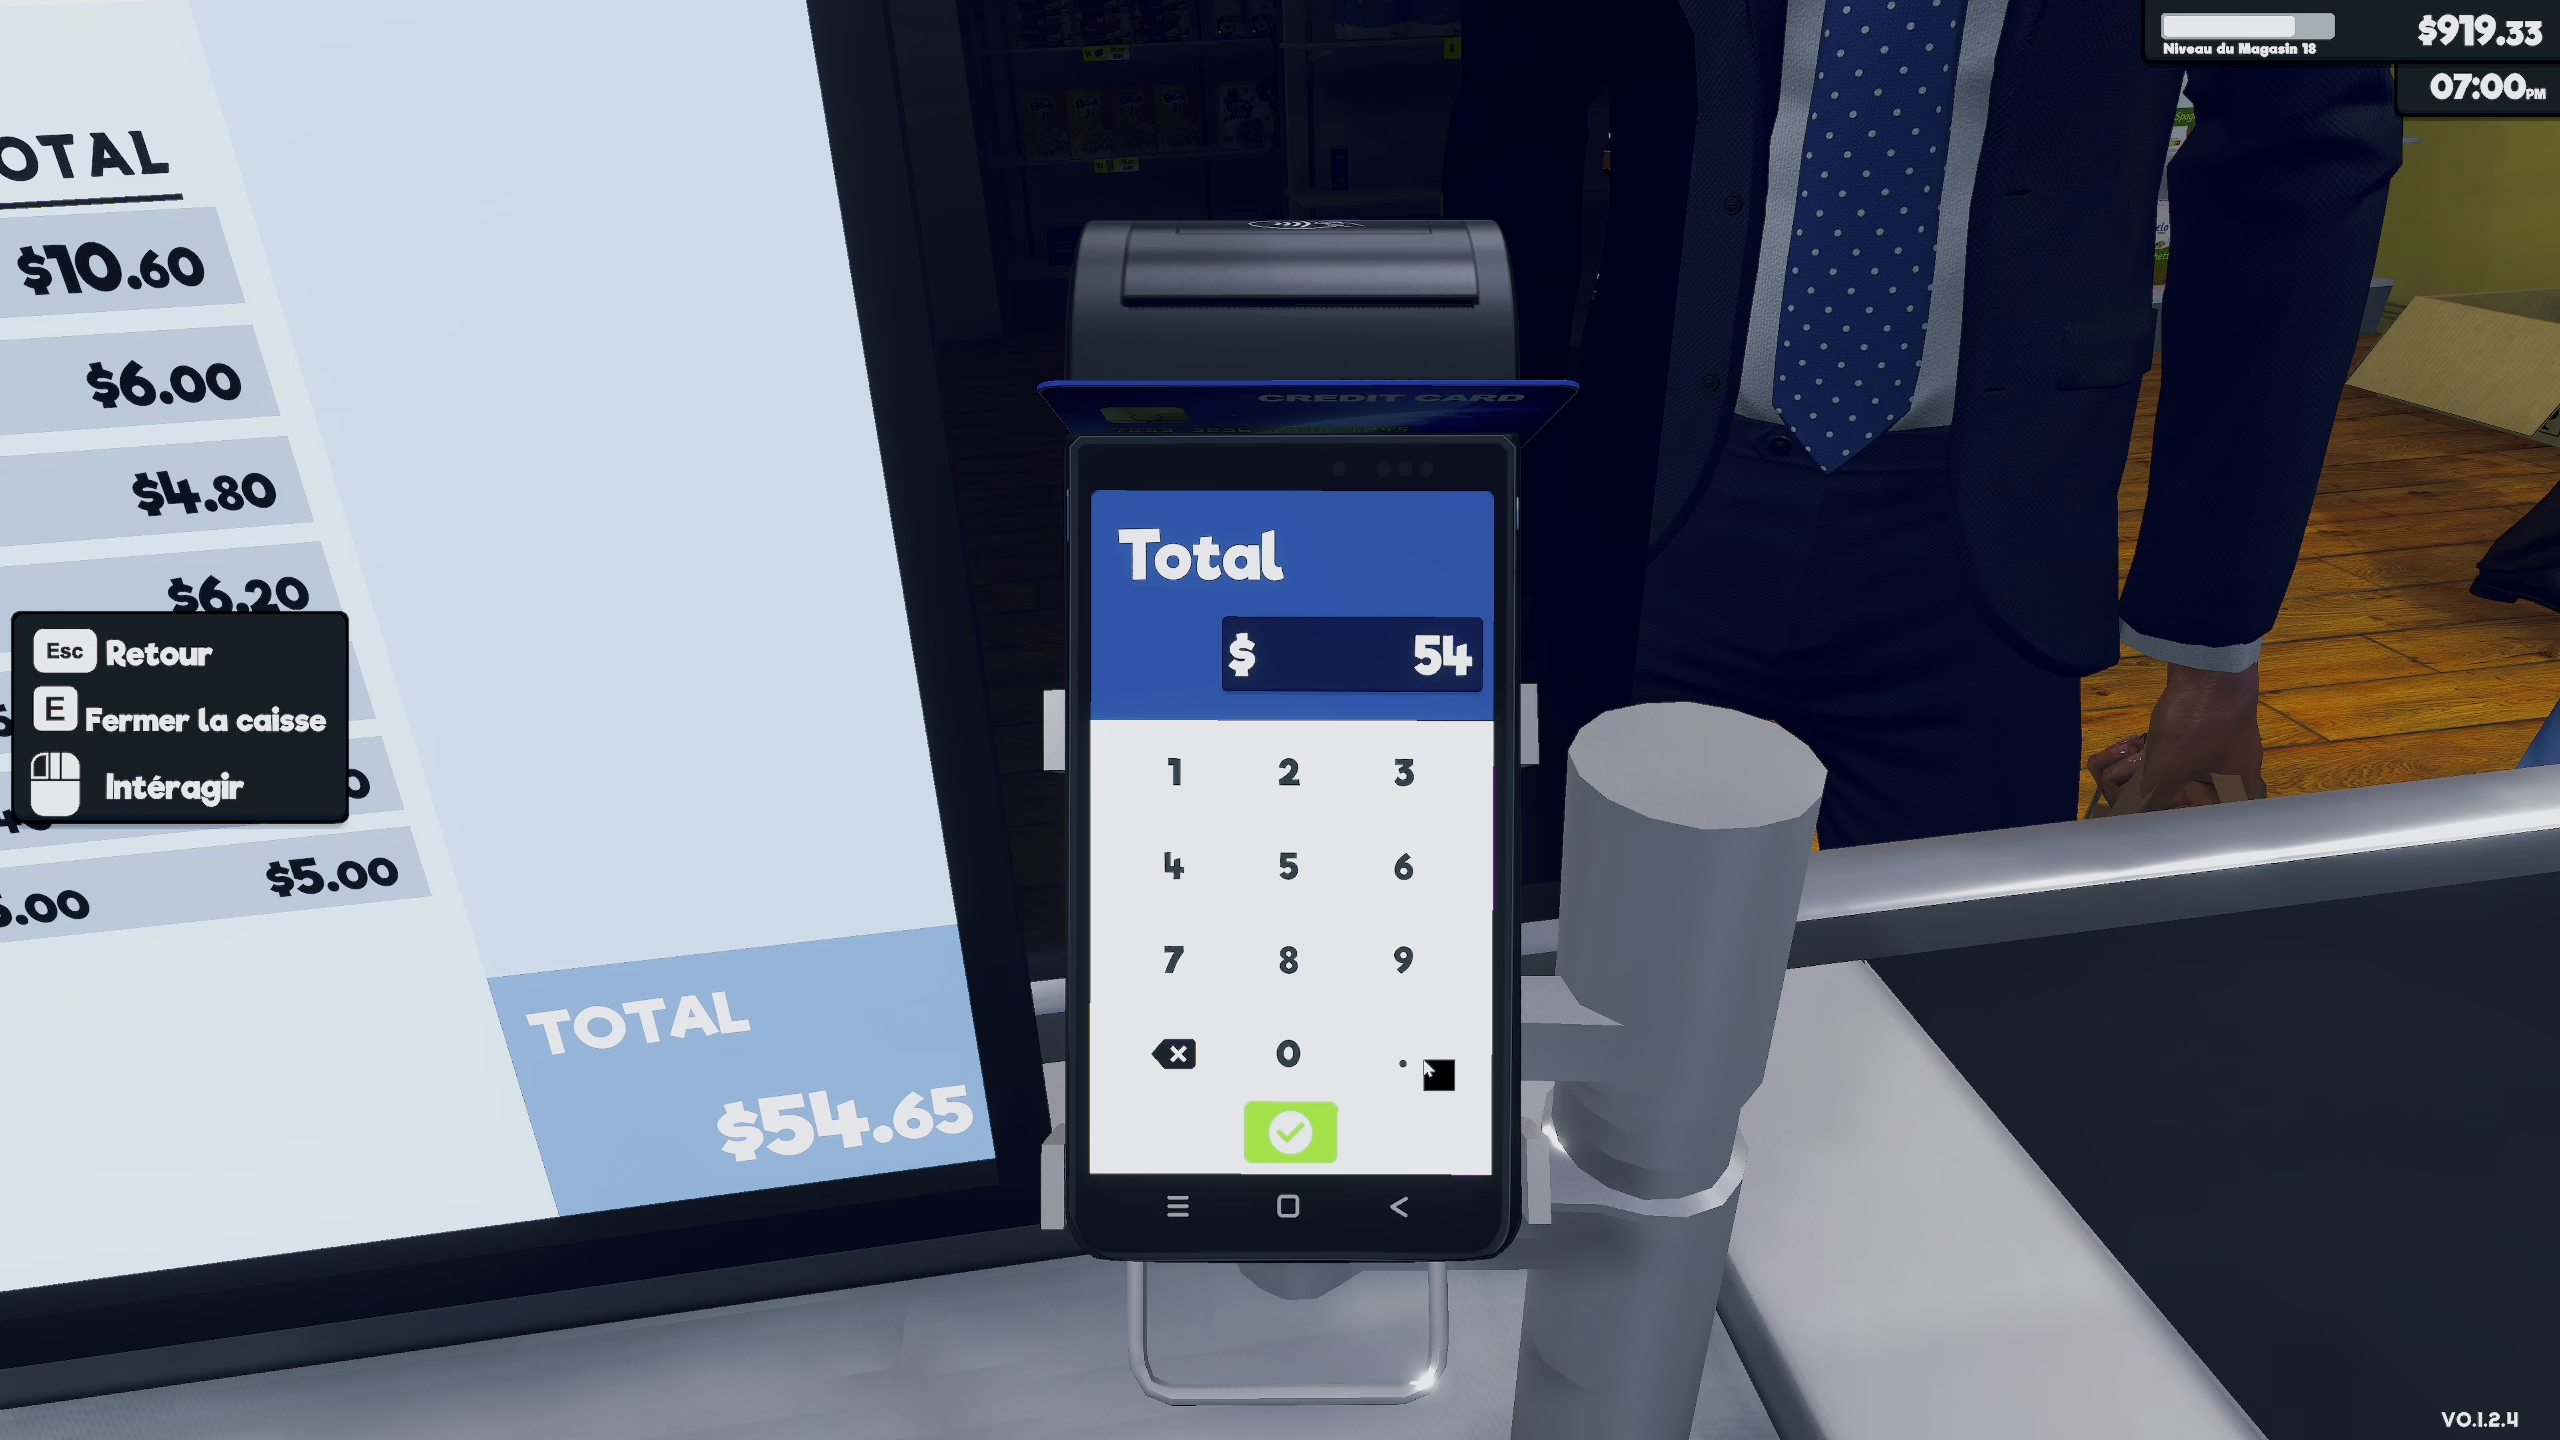 $919.33
Niveau du Magasin 18
07:00PM
OTAL
$10.60
$6.00
$4.80
$6.20
$5.00
TOTAL
$54.65
Esc Retour
E Fermer la caisse
Intéragir
CREDIT CARD
Total
$ 54
1 2 3
4 5 6
7 8 9
0 .
V0.1.2.4